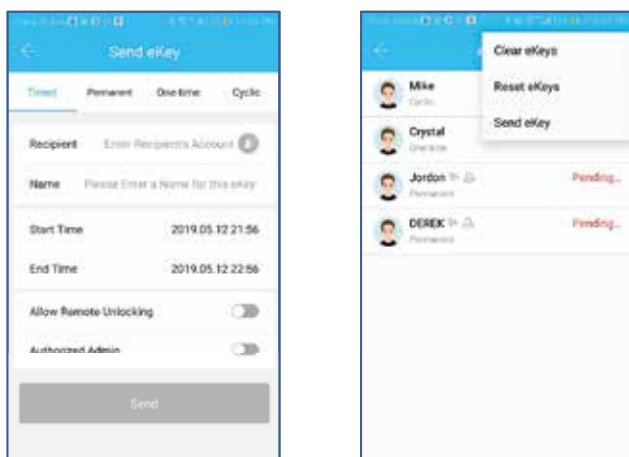 Send eKey
Timed Permanent One-time Cyclic
Recipient Enter Recipient's Account
Name Please Enter a Name for this eKey
Start Time 2019.05.12 21:56
End Time 2019.05.12 22:56
Allow Remote Unlocking
Authorized Admin
Send
Clear eKeys
Reset eKeys
Send eKey
Mike
Cyclic
Crystal
One-time
Jordon Pending...
Permanent
DEREK Pending...
Permanent